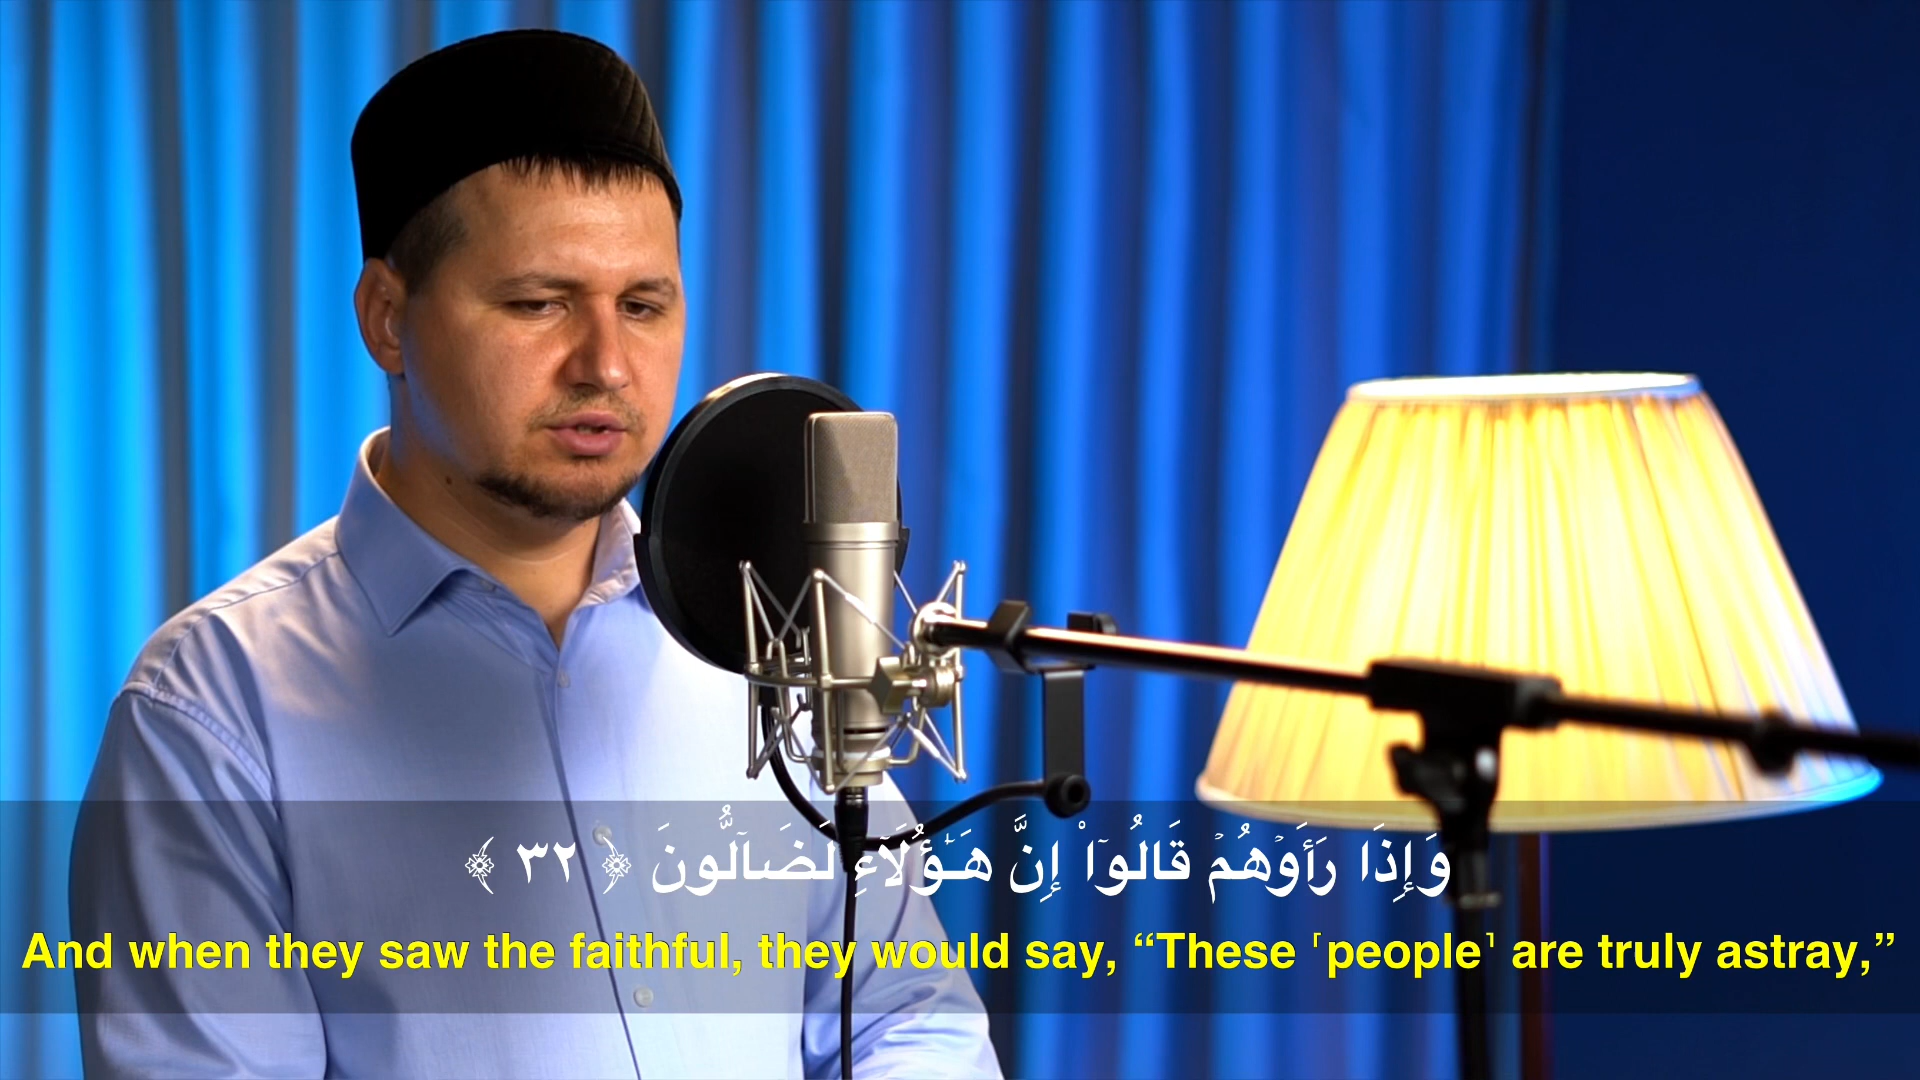 وَإِذَا رَأَوْهُمْ قَالُوٓا۟ إِنَّ هَـٰٓؤُلَآءِ لَضَآلُّونَ ﴿٣٢﴾
And when they saw the faithful, they would say, “These ˹people˺ are truly astray,”